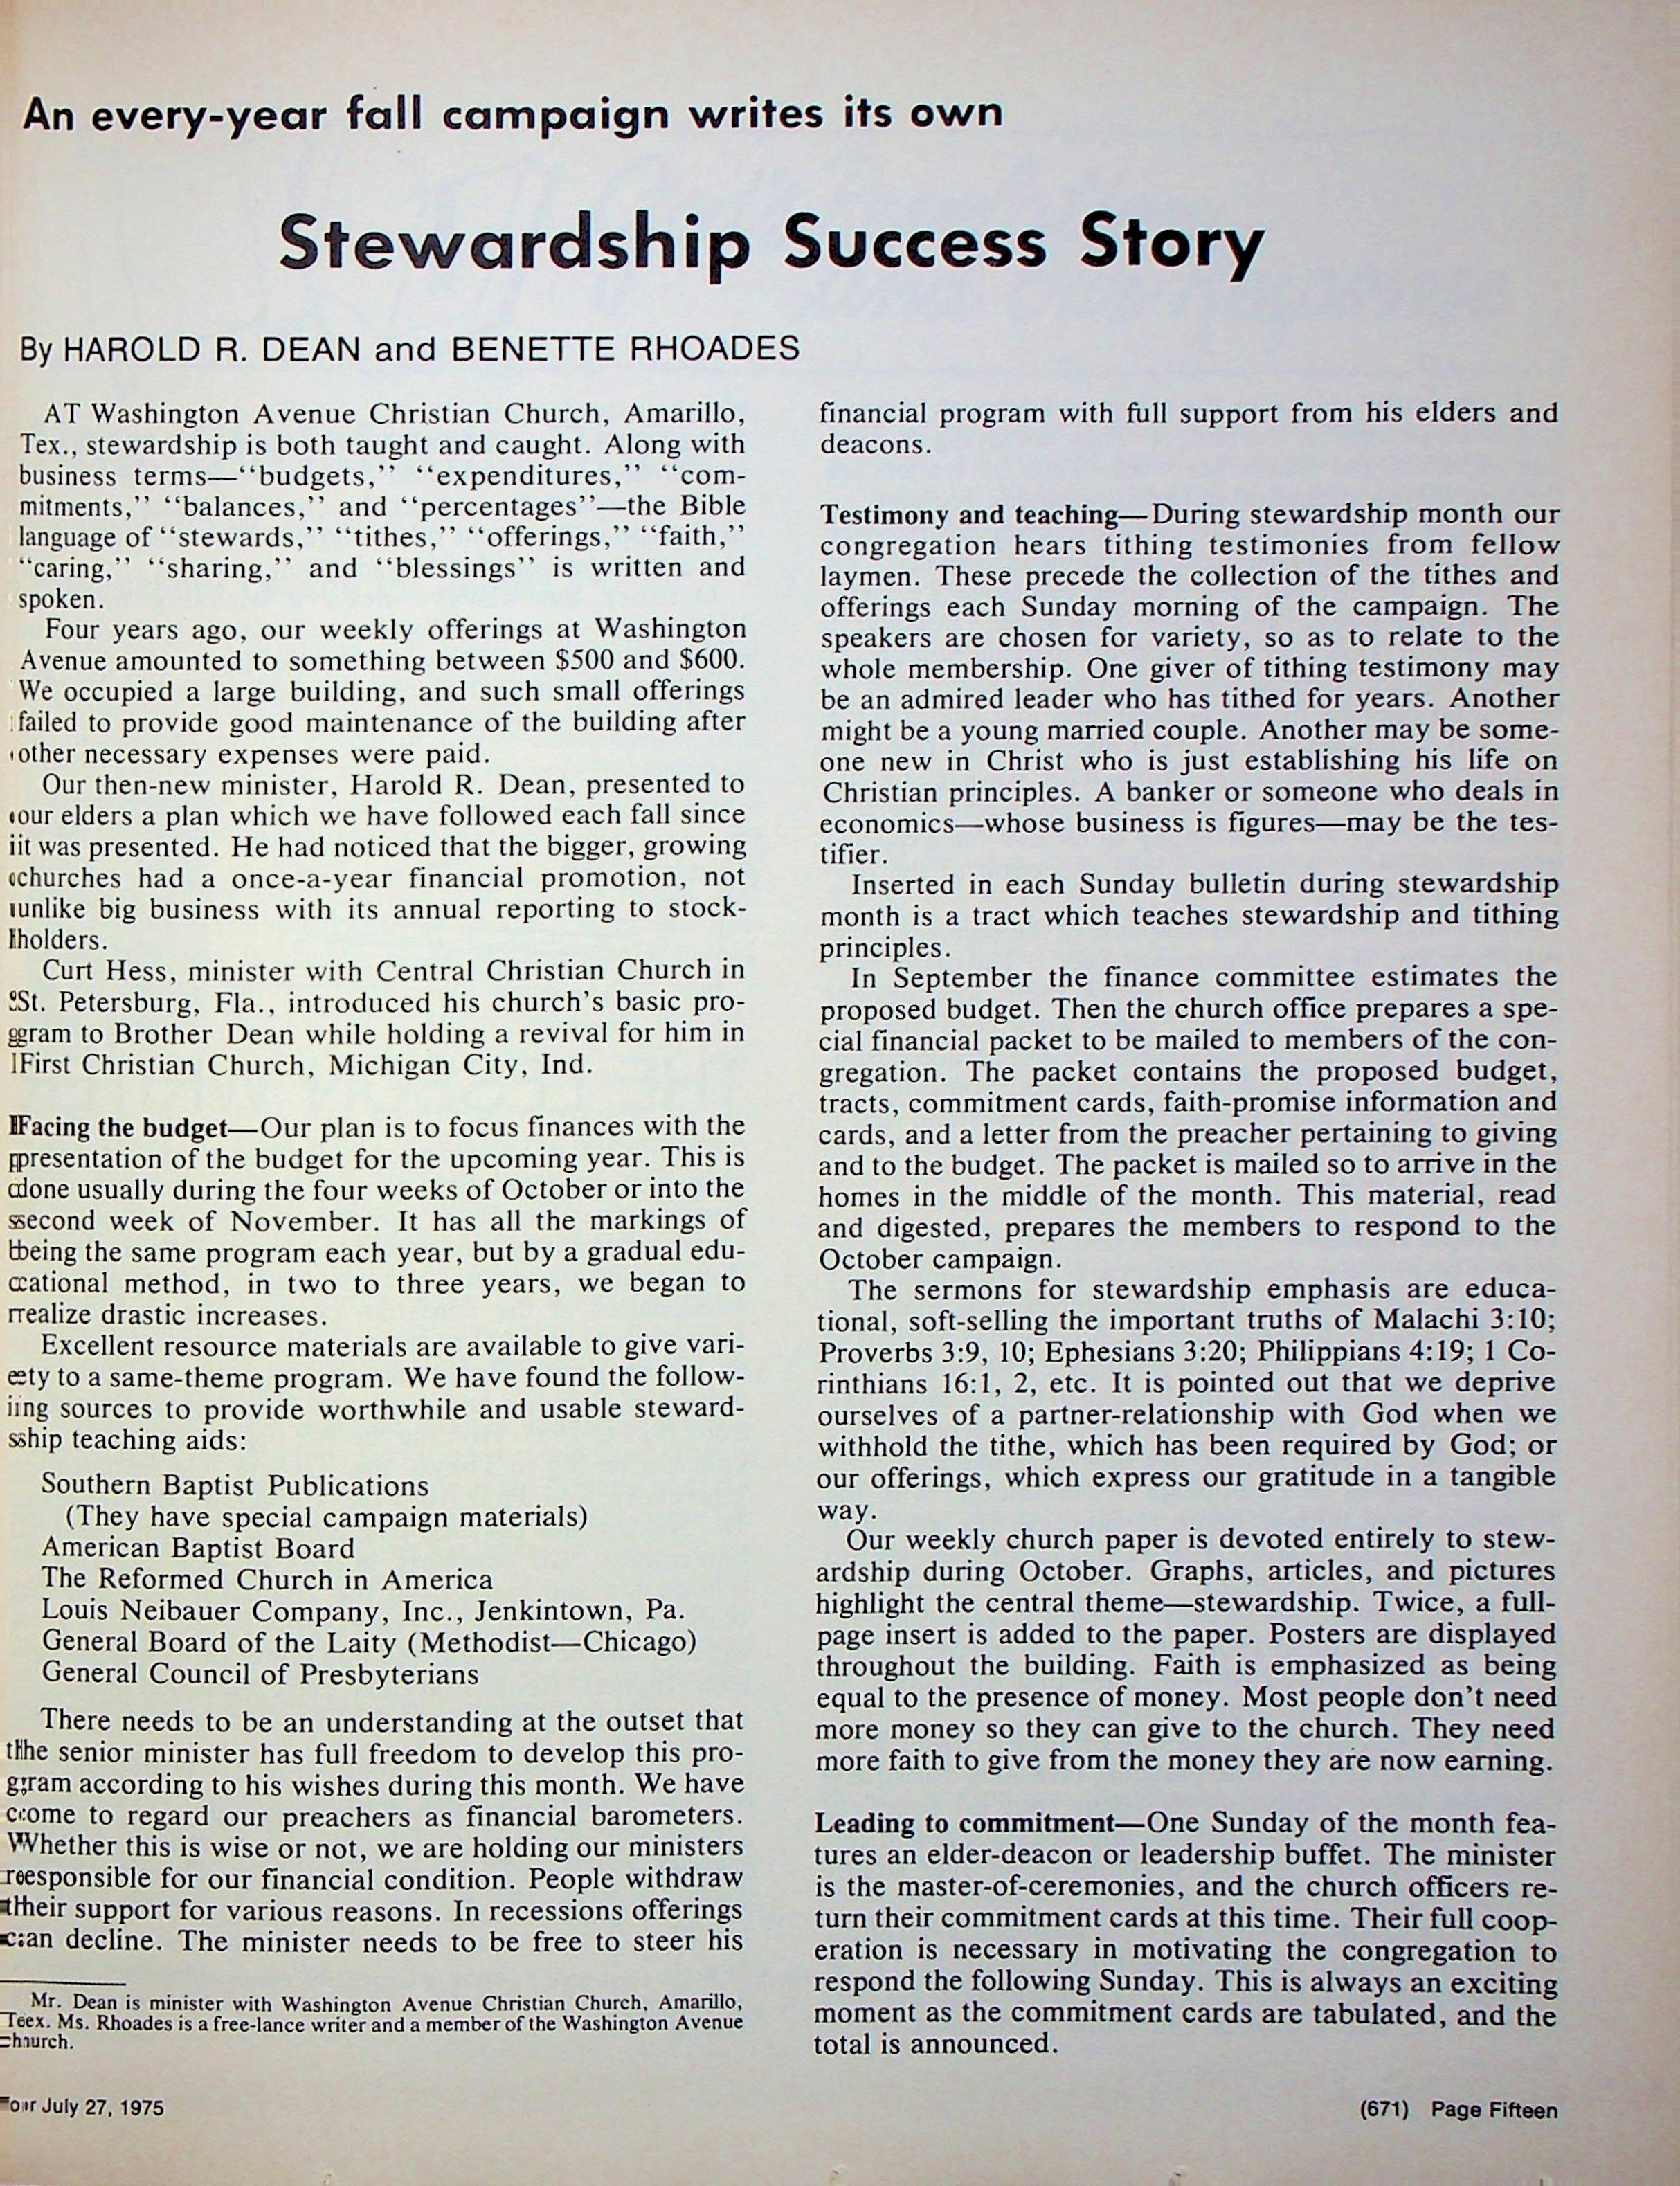 An every-year fall campaign writes its own
Stewardship Success Story
By HAROLD R. DEAN and BENETTE RHOADES
AT Washington Avenue Christian Church, Amarillo,
Tex., stewardship is both taught and caught. Along with
business terms—“budgets,” “expenditures,” “com-
mitments,” “balances,” and “percentages”—the Bible
language of “stewards,” “tithes,” “offerings,” “faith,”
“caring,” “sharing,” and “blessings” is written and
spoken.
Four years ago, our weekly offerings at Washington
Avenue amounted to something between $500 and $600.
We occupied a large building, and such small offerings
failed to provide good maintenance of the building after
other necessary expenses were paid.
Our then-new minister, Harold R. Dean, presented to
our elders a plan which we have followed each fall since
it was presented. He had noticed that the bigger, growing
churches had a once-a-year financial promotion, not
unlike big business with its annual reporting to stock-
holders.
Curt Hess, minister with Central Christian Church in
St. Petersburg, Fla., introduced his church's basic pro-
gram to Brother Dean while holding a revival for him in
First Christian Church, Michigan City, Ind.
Facing the budget—Our plan is to focus finances with the
presentation of the budget for the upcoming year. This is
done usually during the four weeks of October or into the
second week of November. It has all the markings of
being the same program each year, but by a gradual edu-
cational method, in two to three years, we began to
realize drastic increases.
Excellent resource materials are available to give vari-
ety to a same-theme program. We have found the follow-
ing sources to provide worthwhile and usable steward-
ship teaching aids:
Southern Baptist Publications
(They have special campaign materials)
American Baptist Board
The Reformed Church in America
Louis Neibauer Company, Inc., Jenkintown, Pa.
General Board of the Laity (Methodist—Chicago)
General Council of Presbyterians
There needs to be an understanding at the outset that
the senior minister has full freedom to develop this pro-
gram according to his wishes during this month. We have
come to regard our preachers as financial barometers.
Whether this is wise or not, we are holding our ministers
responsible for our financial condition. People withdraw
their support for various reasons. In recessions offerings
can decline. The minister needs to be free to steer his
Mr. Dean is minister with Washington Avenue Christian Church, Amarillo,
Tex. Ms. Rhoades is a free-lance writer and a member of the Washington Avenue
church.
financial program with full support from his elders and
deacons.
Testimony and teaching—During stewardship month our
congregation hears tithing testimonies from fellow
laymen. These precede the collection of the tithes and
offerings each Sunday morning of the campaign. The
speakers are chosen for variety, so as to relate to the
whole membership. One giver of tithing testimony may
be an admired leader who has tithed for years. Another
might be a young married couple. Another may be some-
one new in Christ who is just establishing his life on
Christian principles. A banker or someone who deals in
economics—whose business is figures—may be the tes-
tifier.
Inserted in each Sunday bulletin during stewardship
month is a tract which teaches stewardship and tithing
principles.
In September the finance committee estimates the
proposed budget. Then the church office prepares a spe-
cial financial packet to be mailed to members of the con-
gregation. The packet contains the proposed budget,
tracts, commitment cards, faith-promise information and
cards, and a letter from the preacher pertaining to giving
and to the budget. The packet is mailed so to arrive in the
homes in the middle of the month. This material, read
and digested, prepares the members to respond to the
October campaign.
The sermons for stewardship emphasis are educa-
tional, soft-selling the important truths of Malachi 3:10;
Proverbs 3:9, 10; Ephesians 3:20; Philippians 4:19; 1 Co-
rinthians 16:1, 2, etc. It is pointed out that we deprive
ourselves of a partner-relationship with God when we
withhold the tithe, which has been required by God; or
our offerings, which express our gratitude in a tangible
way.
Our weekly church paper is devoted entirely to stew-
ardship during October. Graphs, articles, and pictures
highlight the central theme—stewardship. Twice, a full-
page insert is added to the paper. Posters are displayed
throughout the building. Faith is emphasized as being
equal to the presence of money. Most people don't need
more money so they can give to the church. They need
more faith to give from the money they are now earning.
Leading to commitment—One Sunday of the month fea-
tures an elder-deacon or leadership buffet. The minister
is the master-of-ceremonies, and the church officers re-
turn their commitment cards at this time. Their full coop-
eration is necessary in motivating the congregation to
respond the following Sunday. This is always an exciting
moment as the commitment cards are tabulated, and the
total is announced.
For July 27, 1975
(671) Page Fifteen